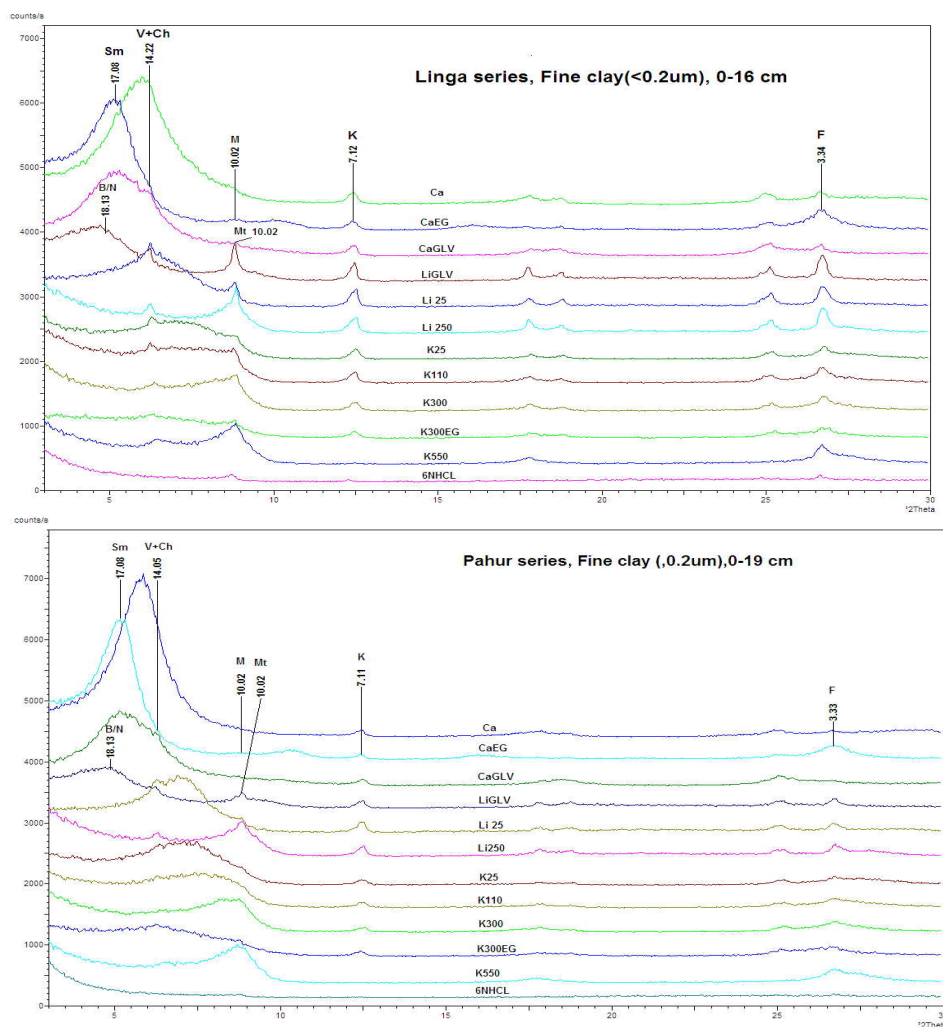 counts/s
V+Ch
Sm
17.08
14.22
Linga series, Fine clay(<0.2um), 0-16 cm
7000
6000
5000
4000
3000
2000
1000
0
M
10.02
K
7.12
F
3.34
B/N
18.13
Mt 10.02
Ca
CaEG
CaGLV
LiGLV
Li 25
Li 250
K25
K110
K300
K300EG
K550
6NHCL
5
10
15
20
25
30
°2Theta
counts/s
Sm
V+Ch
17.08
14.05
Pahur series, Fine clay (,0.2um),0-19 cm
7000
6000
5000
4000
3000
2000
1000
0
M
Mt
10.02
10.02
K
7.11
F
3.33
B/N
18.13
Ca
CaEG
CaGLV
LiGLV
Li 25
Li250
K25
K110
K300
K300EG
K550
6NHCL
5
10
15
20
25
30
°2Theta